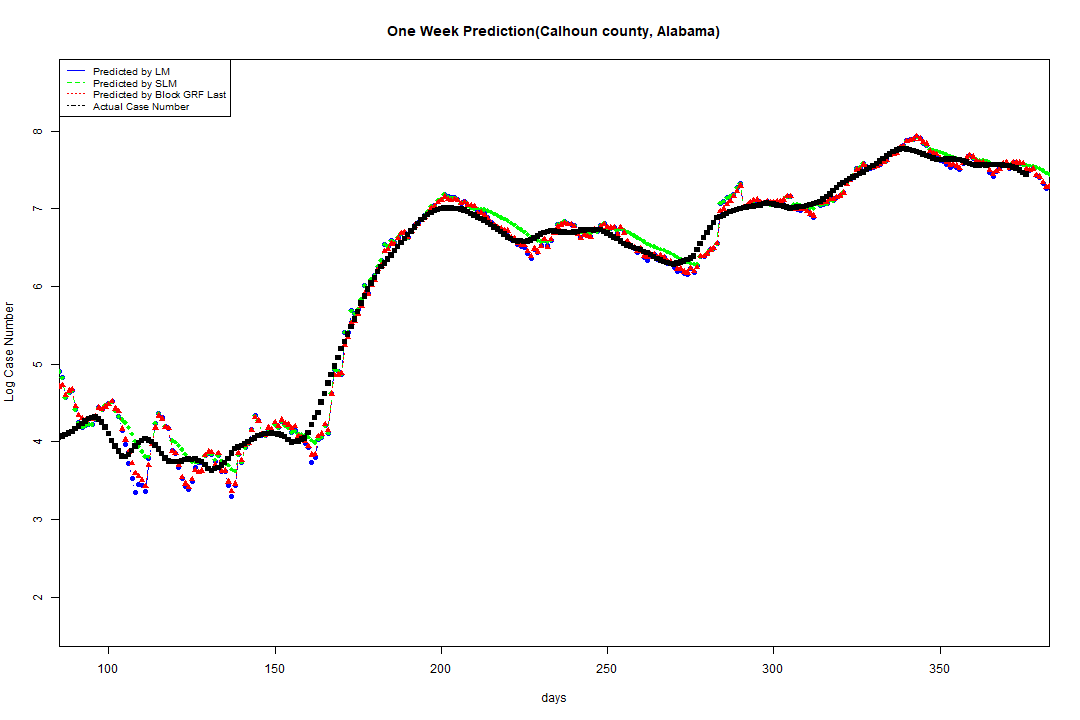 One Week Prediction(Calhoun county, Alabama)
Predicted by LM
Predicted by SLM
Predicted by Block GRF Last
Actual Case Number
Log Case Number
8
7
6
5
4
3
2
100 150 200 250 300 350
days